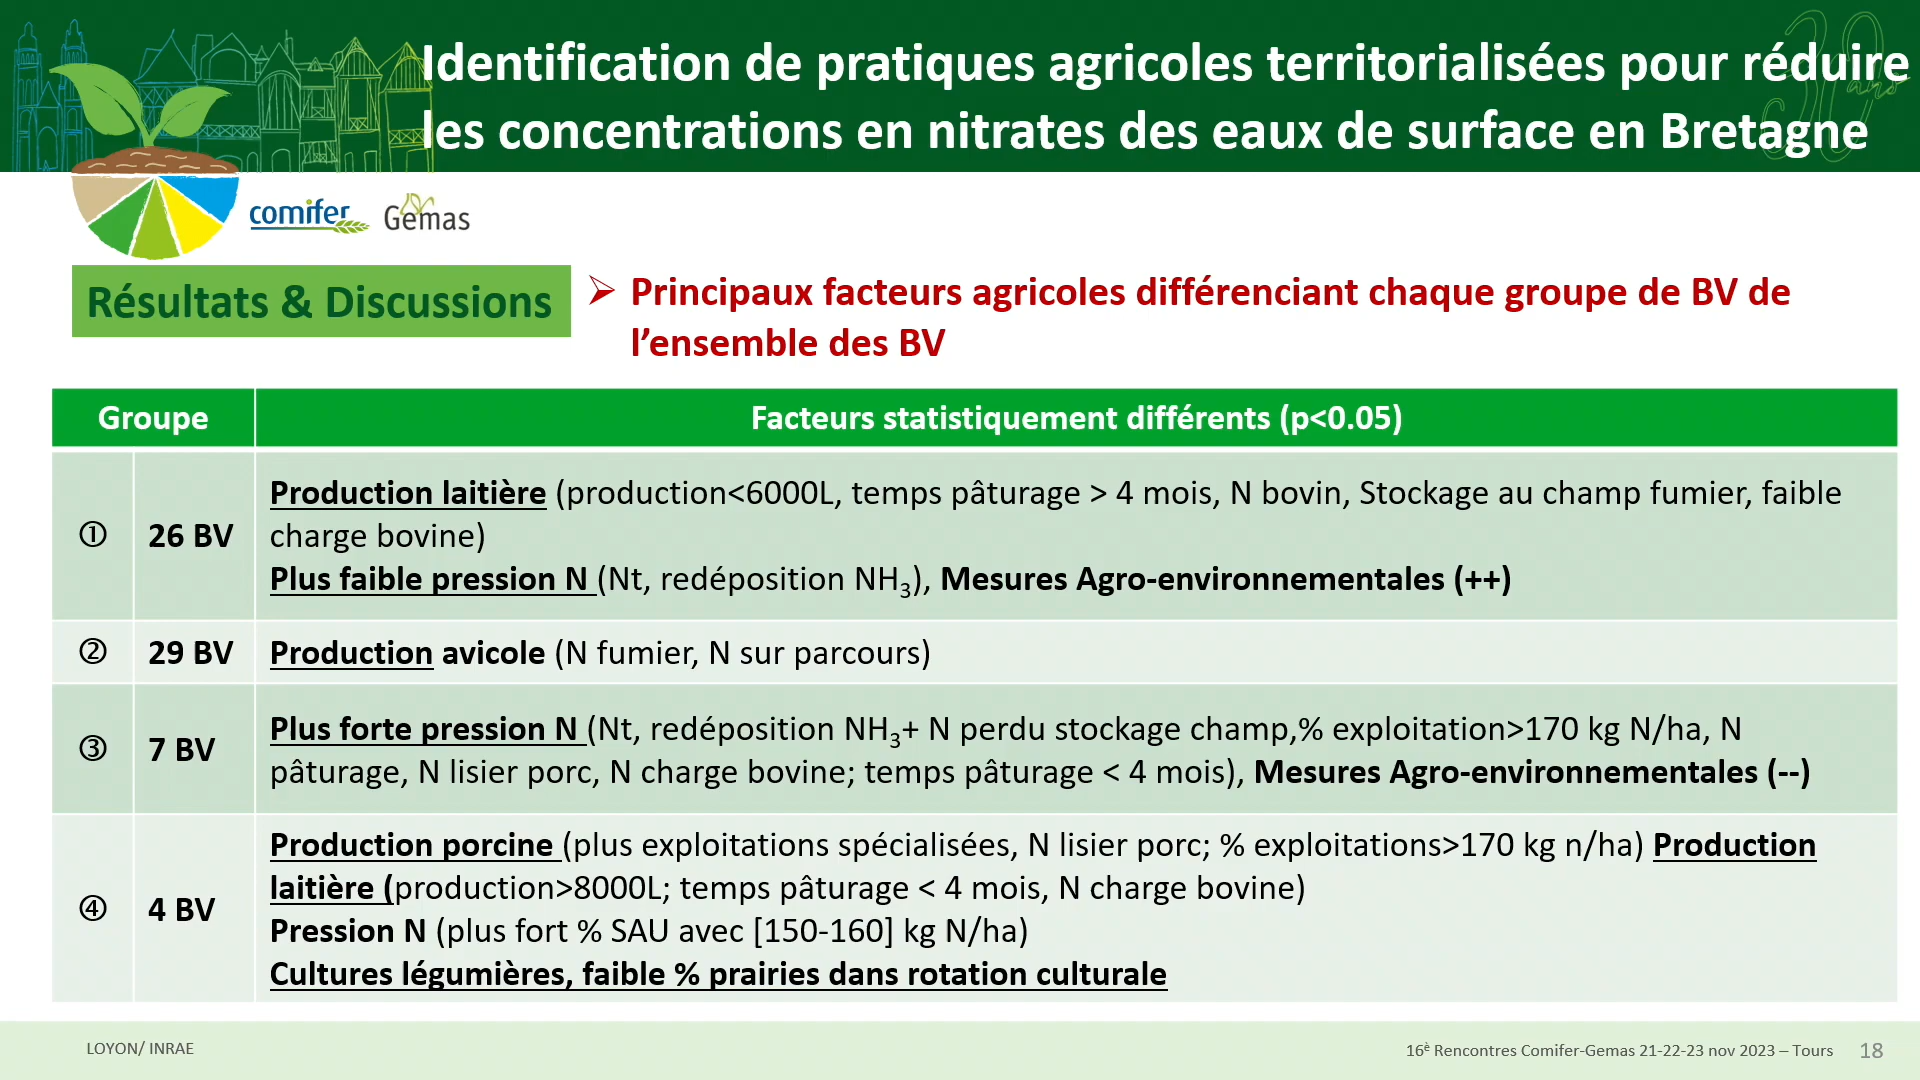 Identification de pratiques agricoles territorialisées pour réduire
les concentrations en nitrates des eaux de surface en Bretagne
30 ans
comifer Gemas
Résultats & Discussions
➢ Principaux facteurs agricoles différenciant chaque groupe de BV de
l’ensemble des BV
Groupe
Facteurs statistiquement différents (p<0.05)
①
26 BV
Production laitière (production<6000L, temps pâturage > 4 mois, N bovin, Stockage au champ fumier, faible
charge bovine)
Plus faible pression N (Nt, redéposition NH₃), Mesures Agro-environnementales (++)
②
29 BV
Production avicole (N fumier, N sur parcours)
③
7 BV
Plus forte pression N (Nt, redéposition NH₃+ N perdu stockage champ,% exploitation>170 kg N/ha, N
pâturage, N lisier porc, N charge bovine; temps pâturage < 4 mois), Mesures Agro-environnementales (--)
④
4 BV
Production porcine (plus exploitations spécialisées, N lisier porc; % exploitations>170 kg n/ha) Production
laitière (production>8000L; temps pâturage < 4 mois, N charge bovine)
Pression N (plus fort % SAU avec [150-160] kg N/ha)
Cultures légumières, faible % prairies dans rotation culturale
LOYON/ INRAE
16è Rencontres Comifer-Gemas 21-22-23 nov 2023 – Tours
18